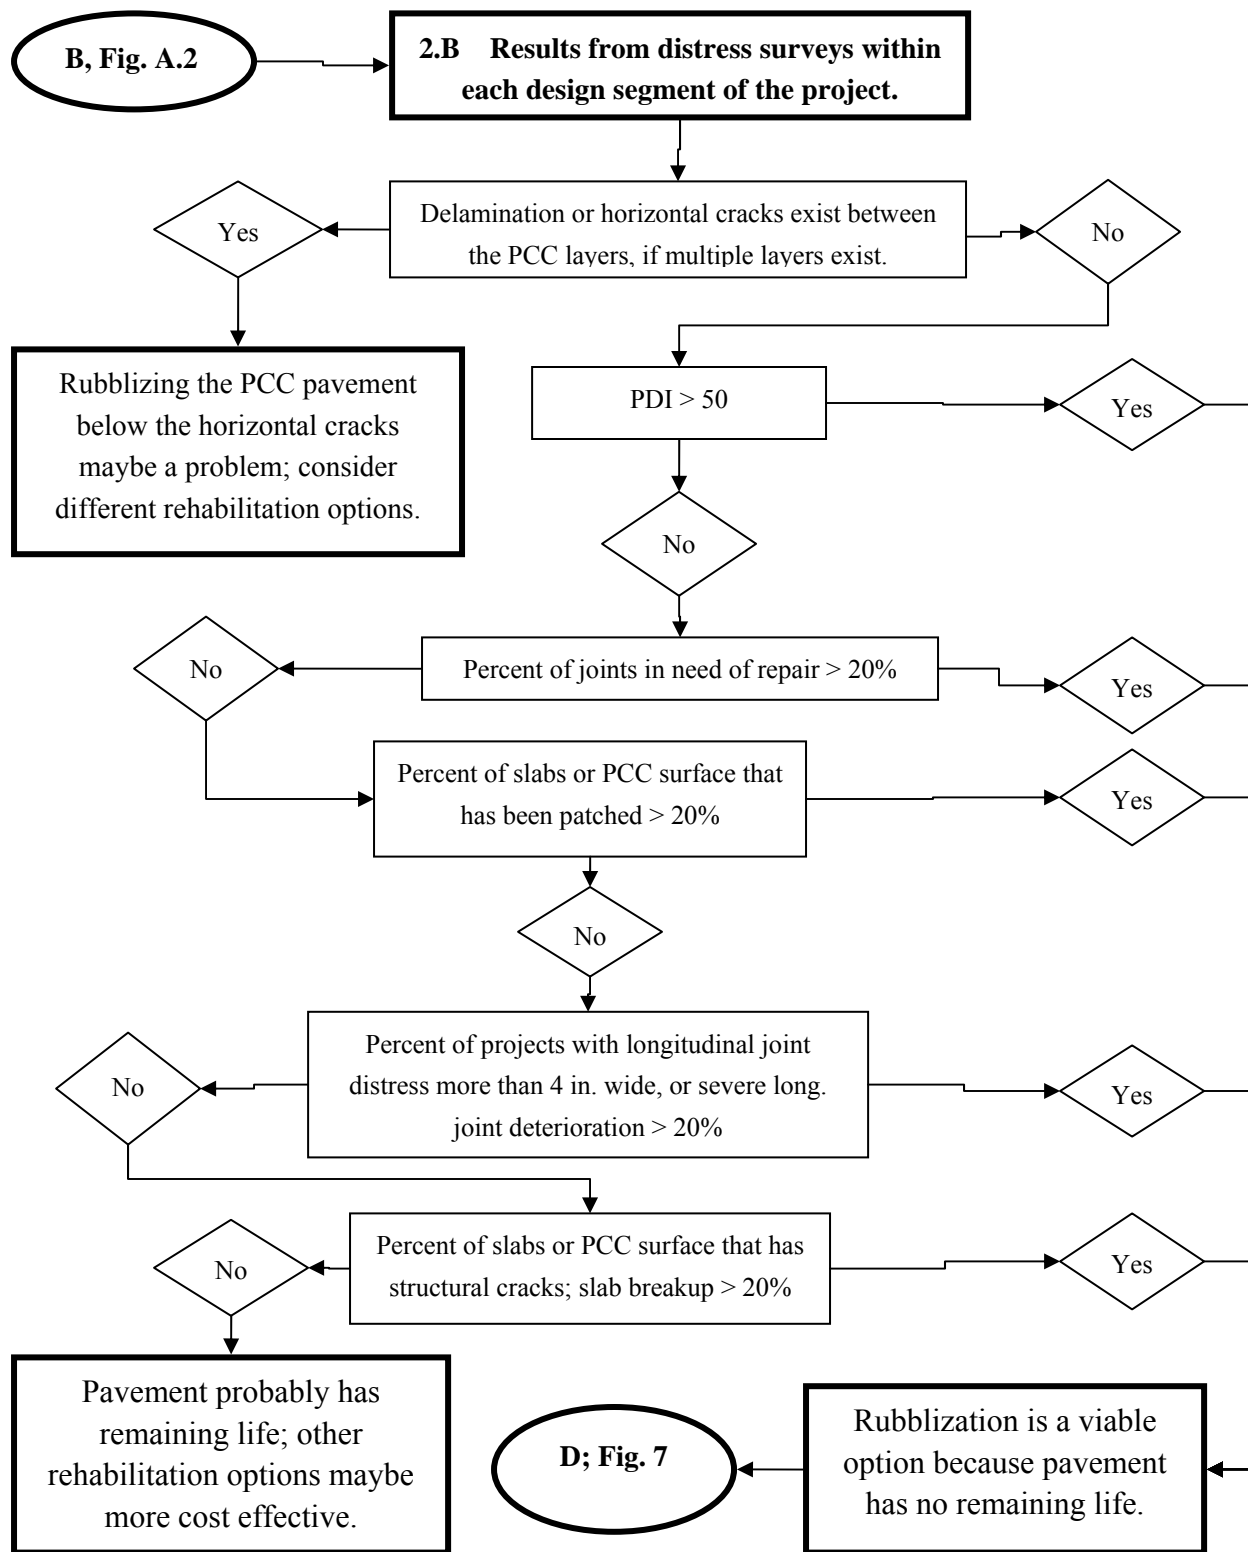 B, Fig. A.2
2.B Results from distress surveys within
each design segment of the project.
Delamination or horizontal cracks exist between
the PCC layers, if multiple layers exist.
Yes
No
Rubblizing the PCC pavement
below the horizontal cracks
maybe a problem; consider
different rehabilitation options.
PDI > 50
Yes
No
Percent of joints in need of repair > 20%
No
Yes
Percent of slabs or PCC surface that
has been patched > 20%
Yes
No
Percent of projects with longitudinal joint
distress more than 4 in. wide, or severe long.
joint deterioration > 20%
No
Yes
Percent of slabs or PCC surface that has
structural cracks; slab breakup > 20%
No
Yes
Pavement probably has
remaining life; other
rehabilitation options maybe
more cost effective.
D; Fig. 7
Rubblization is a viable
option because pavement
has no remaining life.